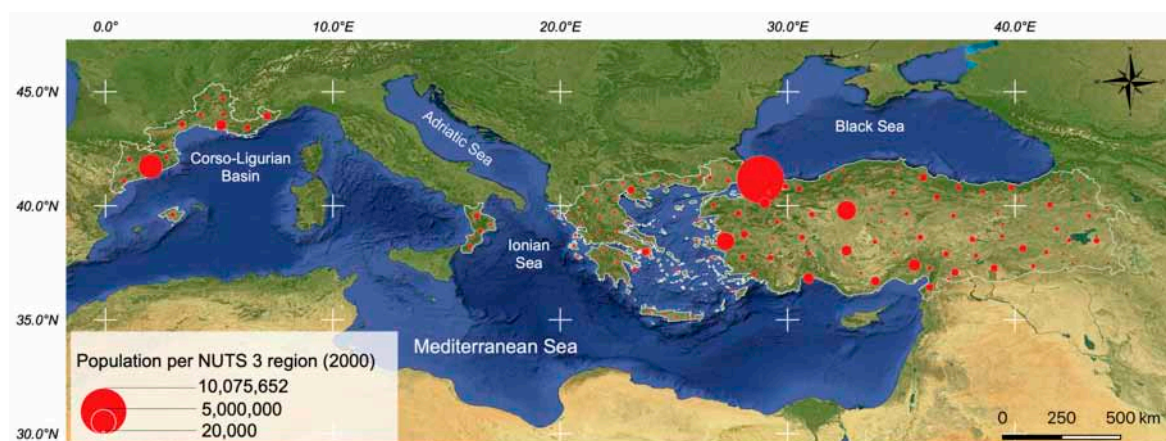 0.0° 10.0°E 20.0°E 30.0°E 40.0°E
45.0°N
Black Sea
Adriatic Sea
Corso-Ligurian
Basin
40.0°N
Ionian
Sea
35.0°N
Mediterranean Sea
Population per NUTS 3 region (2000)
10,075,652
5,000,000
20,000
30.0°N
0 250 500 km